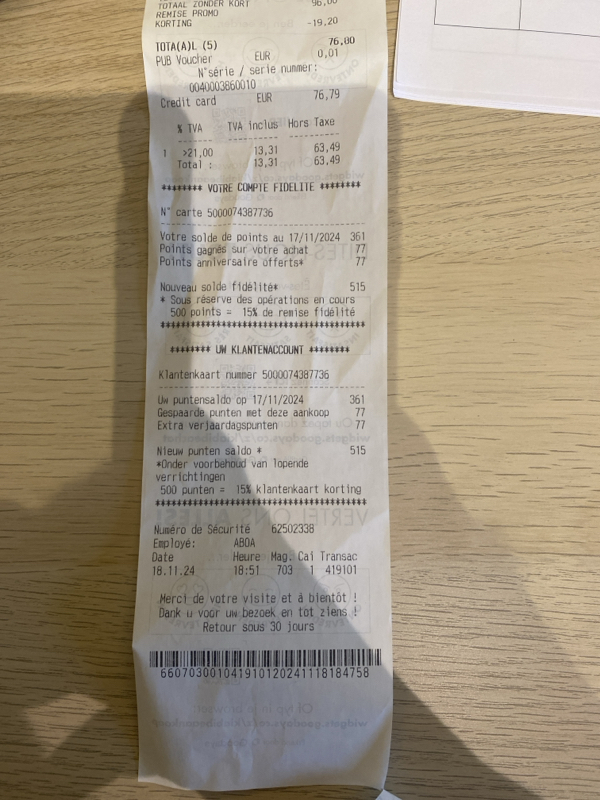 TOTAAL ZONDER KORT 96,00
REMISE PROMO
KORTING -19,20
TOTA(A)L (5) 76,80
PUB Voucher EUR 0,01
N°série / serie nummer:
0040003860010
Credit card EUR 76,79
% TVA TVA inclus Hors Taxe
1 >21,00 13,31 63,49
Total : 13,31 63,49
******** VOTRE COMPTE FIDELITE ********
N° carte 5000074387736
Votre solde de points au 17/11/2024 361
Points gagnés sur votre achat 77
Points anniversaire offerts* 77
Nouveau solde fidélité* 515
* Sous réserve des opérations en cours
500 points = 15% de remise fidélité
****************************************
******** UW KLANTENACCOUNT ********
Klantenkaart nummer 5000074387736
Uw puntensaldo op 17/11/2024 361
Gespaarde punten met deze aankoop 77
Extra verjaardagspunten 77
Nieuw punten saldo * 515
*Onder voorbehoud van lopende
verrichtingen
500 punten = 15% klantenkaart korting
****************************************
Numéro de Sécurité 62502338
Employé: ABOA
Date Heure Mag. Cai Transac
18.11.24 18:51 703 1 419101
Merci de votre visite et à bientôt !
Dank u voor uw bezoek en tot ziens !
Retour sous 30 jours
660703001041910120241118184758